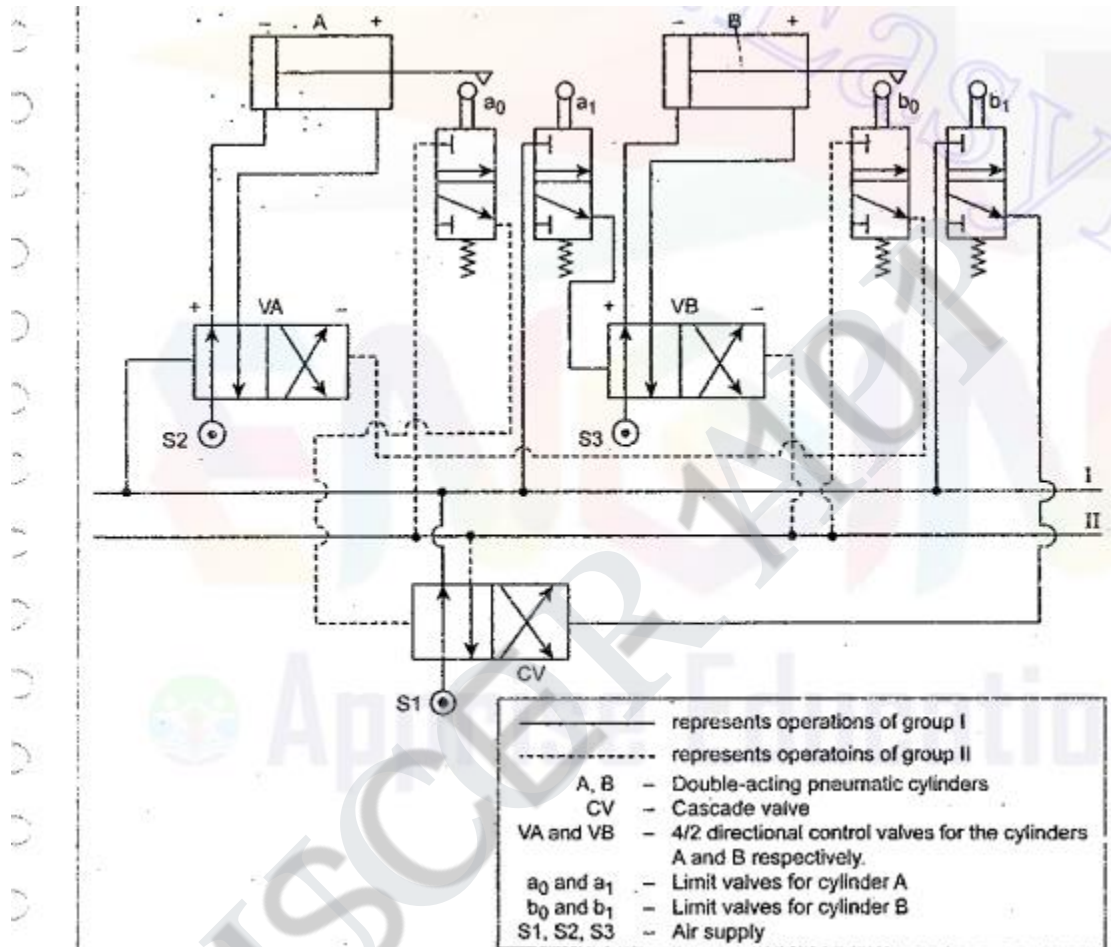 − A +
− B +
a0
a1
b0
b1
+ VA −
+ VB −
S2
S3
I
II
CV
S1
represents operations of group I
represents operatoins of group II
A, B – Double-acting pneumatic cylinders
CV – Cascade valve
VA and VB – 4/2 directional control valves for the cylinders
A and B respectively.
a0 and a1 – Limit valves for cylinder A
b0 and b1 – Limit valves for cylinder B
S1, S2, S3 – Air supply